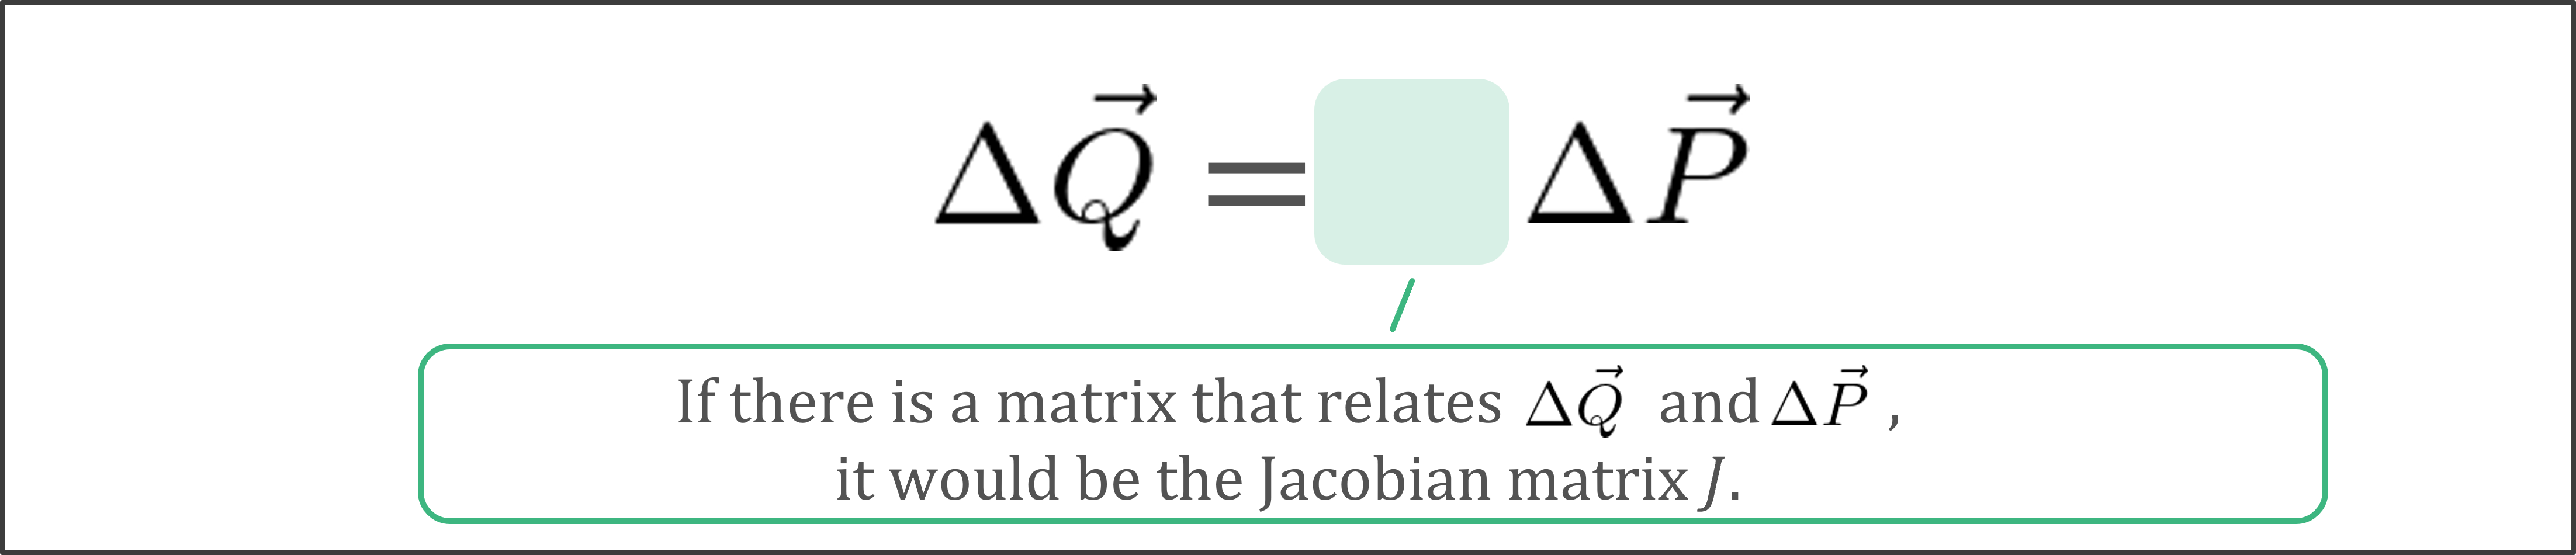 ΔQ⃗ = ΔP⃗
If there is a matrix that relates ΔQ⃗ and ΔP⃗ ,
it would be the Jacobian matrix J.